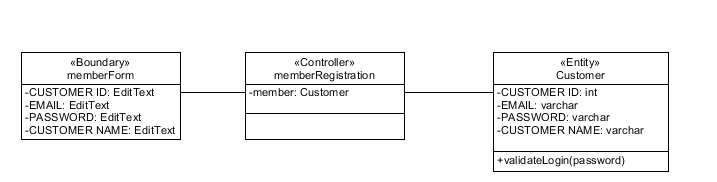 «Boundary»
memberForm
-CUSTOMER ID: EditText
-EMAIL: EditText
-PASSWORD: EditText
-CUSTOMER NAME: EditText
«Controller»
memberRegistration
-member: Customer
«Entity»
Customer
-CUSTOMER ID: int
-EMAIL: varchar
-PASSWORD: varchar
-CUSTOMER NAME: varchar
+validateLogin(password)